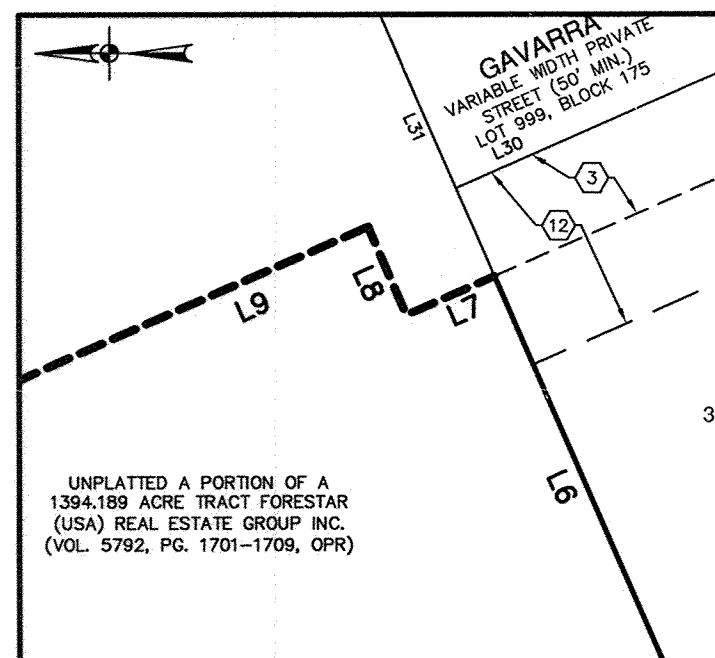 GAVARRA
VARIABLE WIDTH PRIVATE
STREET (50' MIN.)
LOT 999, BLOCK 175
L30
L31
3
12
L8
L7
L9
3
L6
UNPLATTED A PORTION OF A
1394.189 ACRE TRACT FORESTAR
(USA) REAL ESTATE GROUP INC.
(VOL. 5792, PG. 1701-1709, OPR)